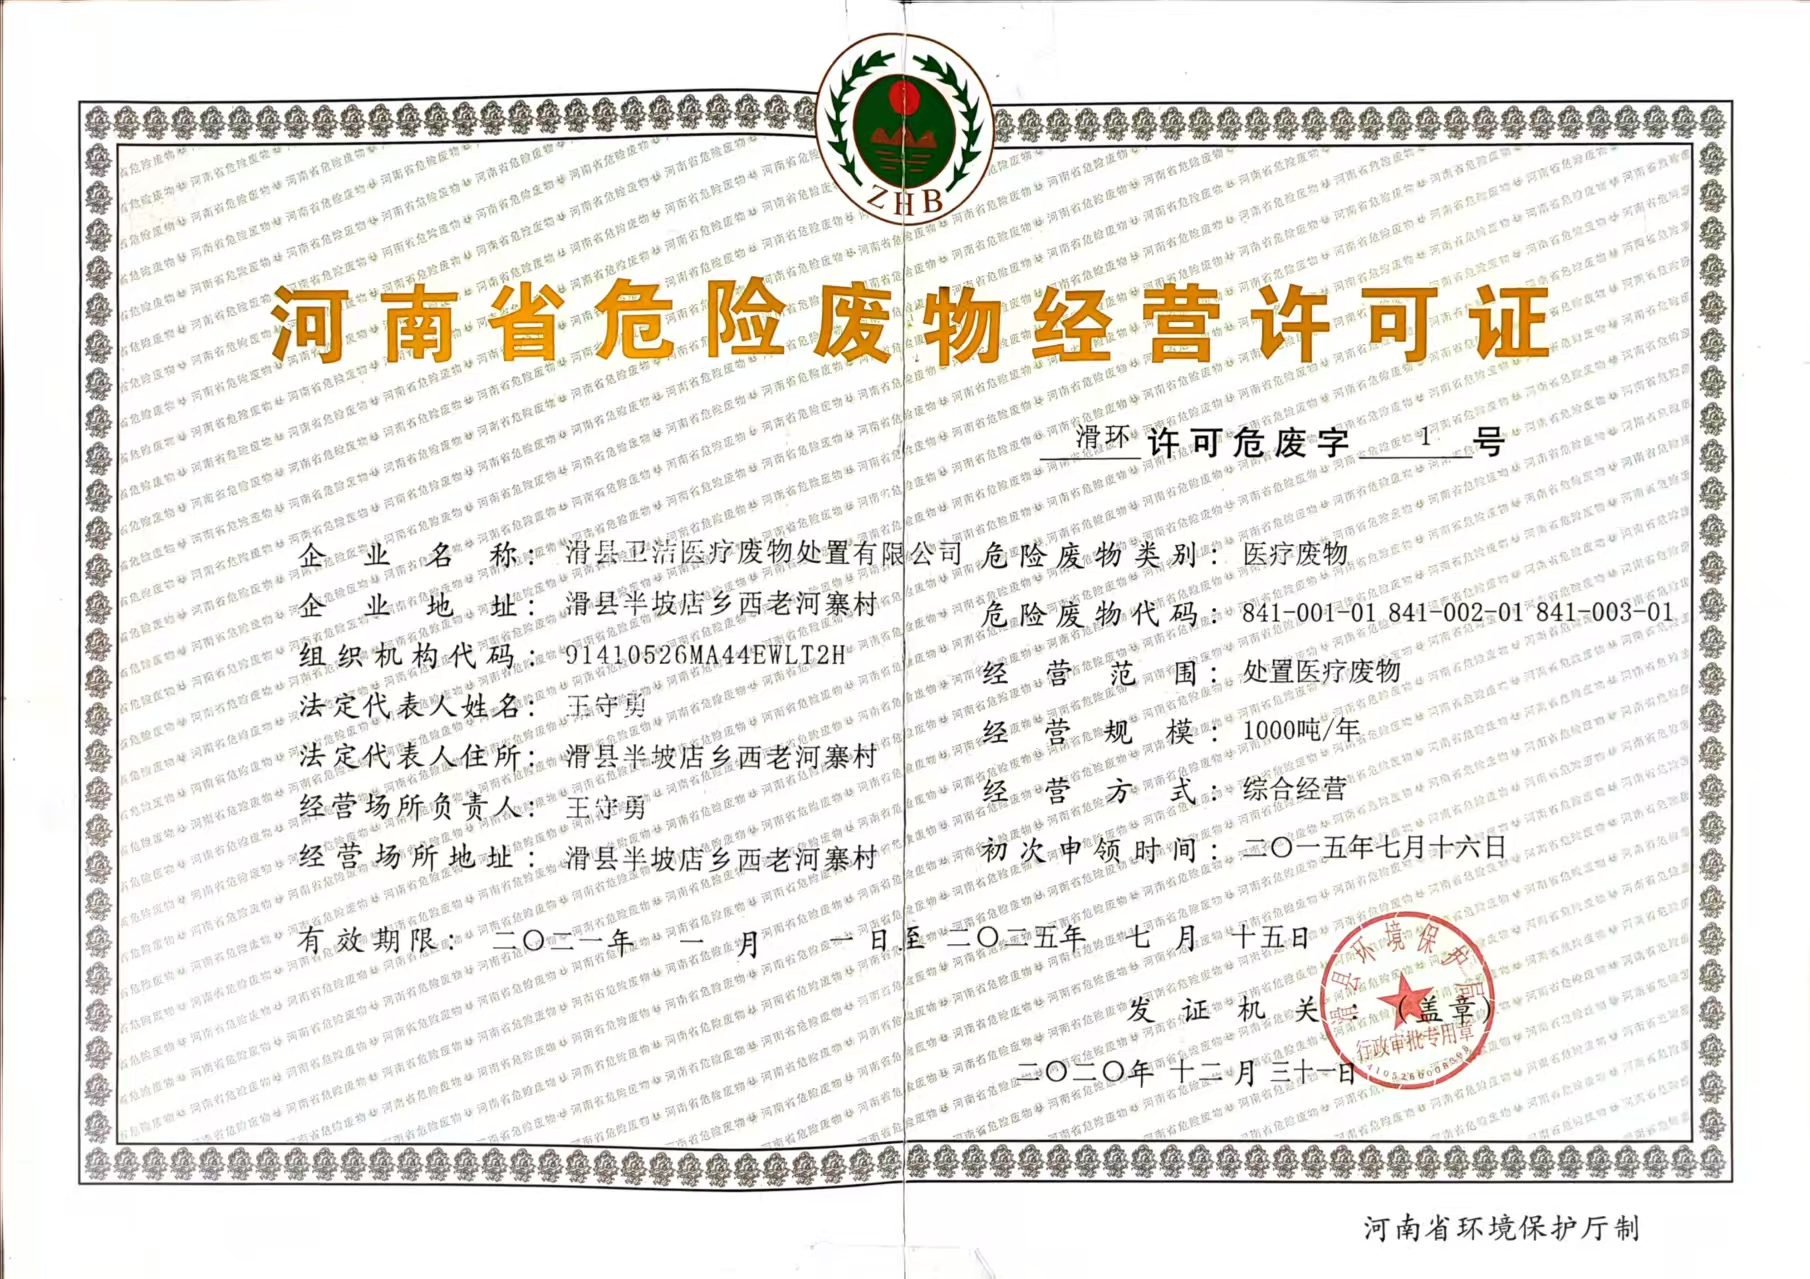 ZHB
河南省危险废物经营许可证
滑环 许可危废字 1 号
企业名称：滑县卫洁医疗废物处置有限公司
企业地址：滑县半坡店乡西老河寨村
组织机构代码：91410526MA44EWLT2H
法定代表人姓名：王守勇
法定代表人住所：滑县半坡店乡西老河寨村
经营场所负责人：王守勇
经营场所地址：滑县半坡店乡西老河寨村
危险废物类别：医疗废物
危险废物代码：841-001-01 841-002-01 841-003-01
经营范围：处置医疗废物
经营规模：1000吨/年
经营方式：综合经营
初次申领时间：二〇一五年七月十六日
有效期限：二〇二一年 一 月 一 日至 二〇二五年 七 月 十五日
发证机关：（盖章）
滑县环境保护局
行政审批专用章
二〇二〇年 十二月 三十一日
河南省环境保护厅制